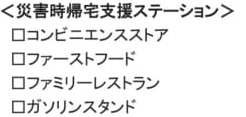 ＜災害時帰宅支援ステーション＞
□コンビニエンスストア
□ファーストフード
□ファミリーレストラン
□ガソリンスタンド